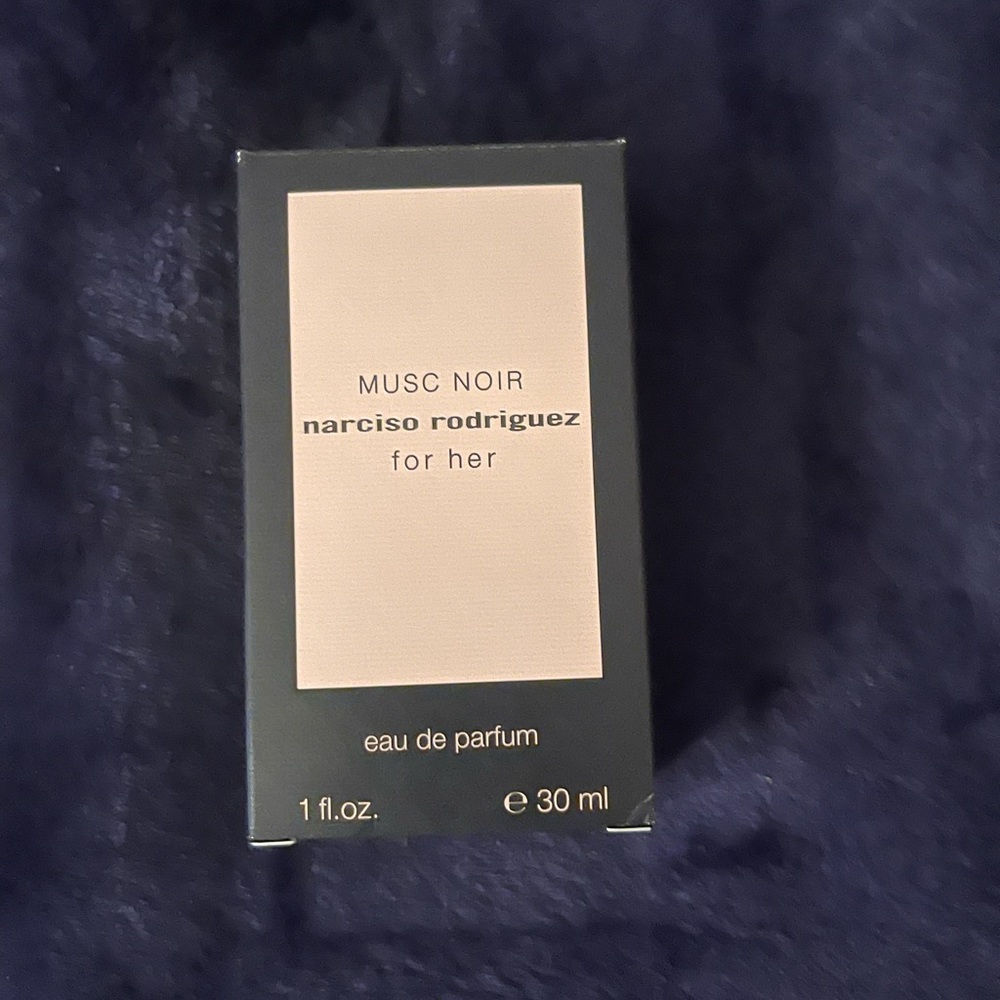 MUSC NOIR
narciso rodriguez
for her
eau de parfum
1 fl.oz. ℮ 30 ml